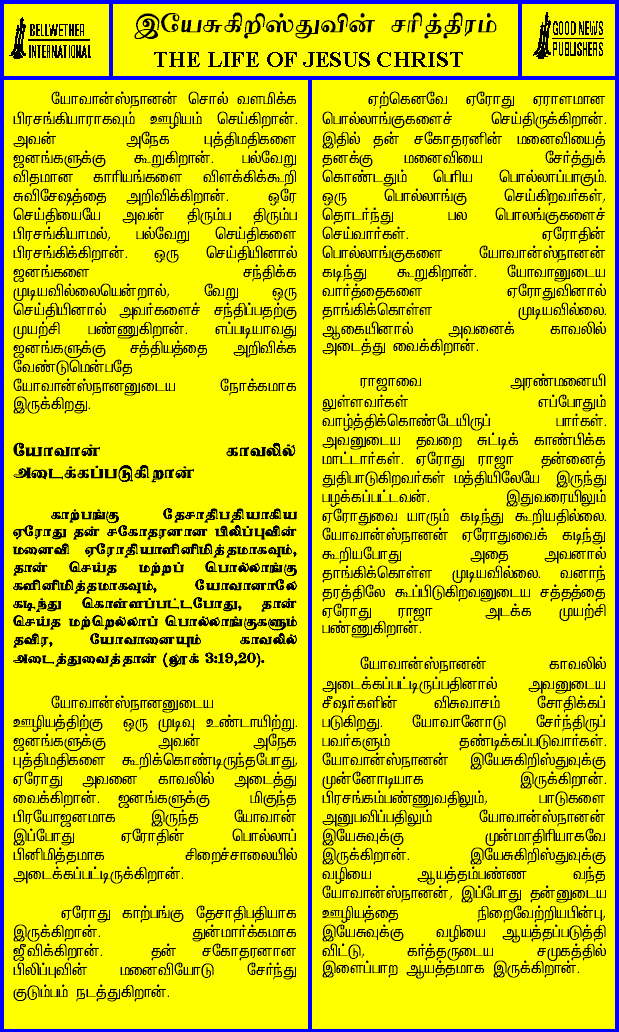 BELLWETHER
INTERNATIONAL
இயேசுகிறிஸ்துவின் சரித்திரம்
THE LIFE OF JESUS CHRIST
GOOD NEWS
PUBLISHERS
யோவான்ஸ்நானன் சொல் வளமிக்க
பிரசங்கியாராகவும் ஊழியம் செய்கிறான்.
அவன் அநேக புத்திமதிகளை
ஜனங்களுக்கு கூறுகிறான். பல்வேறு
விதமான காரியங்களை விளக்கிக்கூறி
சுவிசேஷத்தை அறிவிக்கிறான். ஒரே
செய்தியையே அவன் திரும்ப திரும்ப
பிரசங்கியாமல், பல்வேறு செய்திகளை
பிரசங்கிக்கிறான். ஒரு செய்தியினால்
ஜனங்களை சந்திக்க
முடியவில்லையென்றால், வேறு ஒரு
செய்தியினால் அவர்களைச் சந்திப்பதற்கு
முயற்சி பண்ணுகிறான். எப்படியாவது
ஜனங்களுக்கு சத்தியத்தை அறிவிக்க
வேண்டுமென்பதே
யோவான்ஸ்நானனுடைய நோக்கமாக
இருக்கிறது.
யோவான் காவலில்
அடைக்கப்படுகிறான்
காற்பங்கு தேசாதிபதியாகிய
ஏரோது தன் சகோதரனான பிலிப்புவின்
மனைவி ஏரோதியாளினிமித்தமாகவும்,
தான் செய்த மற்றப் பொல்லாங்கு
களினிமித்தமாகவும், யோவானாலே
கடிந்து கொள்ளப்பட்டபோது, தான்
செய்த மற்றெல்லாப் பொல்லாங்குகளும்
தவிர, யோவானையும் காவலில்
அடைத்துவைத்தான் (லூக் 3:19,20).
யோவான்ஸ்நானனுடைய
ஊழியத்திற்கு ஒரு முடிவு உண்டாயிற்று.
ஜனங்களுக்கு அவன் அநேக
புத்திமதிகளை கூறிக்கொண்டிருந்தபோது,
ஏரோது அவனை காவலில் அடைத்து
வைக்கிறான். ஜனங்களுக்கு மிகுந்த
பிரயோஜனமாக இருந்த யோவான்
இப்போது ஏரோதின் பொல்லாப்
பினிமித்தமாக சிறைச்சாலையில்
அடைக்கப்பட்டிருக்கிறான்.
ஏரோது காற்பங்கு தேசாதிபதியாக
இருக்கிறான். துன்மார்க்கமாக
ஜீவிக்கிறான். தன் சகோதரனான
பிலிப்புவின் மனைவியோடு சேர்ந்து
குடும்பம் நடத்துகிறான்.
ஏற்கெனவே ஏரோது ஏராளமான
பொல்லாங்குகளைச் செய்திருக்கிறான்.
இதில் தன் சகோதரனின் மனைவியைத்
தனக்கு மனைவியை சேர்த்துக்
கொண்டதும் பெரிய பொல்லாப்பாகும்.
ஒரு பொல்லாங்கு செய்கிறவர்கள்,
தொடர்ந்து பல பொலங்குகளைச்
செய்வார்கள். ஏரோதின்
பொல்லாங்குகளை யோவான்ஸ்நானன்
கடிந்து கூறுகிறான். யோவானுடைய
வார்த்தைகளை ஏரோதுவினால்
தாங்கிக்கொள்ள முடியவில்லை.
ஆகையினால் அவனைக் காவலில்
அடைத்து வைக்கிறான்.
ராஜாவை அரண்மனையி
லுள்ளவர்கள் எப்போதும்
வாழ்த்திக்கொண்டேயிருப் பார்கள்.
அவனுடைய தவறை சுட்டிக் காண்பிக்க
மாட்டார்கள். ஏரோது ராஜா தன்னைத்
துதிபாடுகிறவர்கள் மத்தியிலேயே இருந்து
பழக்கப்பட்டவன். இதுவரையிலும்
ஏரோதுவை யாரும் கடிந்து கூறியதில்லை.
யோவான்ஸ்நானன் ஏரோதுவைக் கடிந்து
கூறியபோது அதை அவனால்
தாங்கிக்கொள்ள முடியவில்லை. வனாந்
தரத்திலே கூப்பிடுகிறவனுடைய சத்தத்தை
ஏரோது ராஜா அடக்க முயற்சி
பண்ணுகிறான்.
யோவான்ஸ்நானன் காவலில்
அடைக்கப்பட்டிருப்பதினால் அவனுடைய
சீஷர்களின் விசுவாசம் சோதிக்கப்
படுகிறது. யோவானோடு சேர்ந்திருப்
பவர்களும் தண்டிக்கப்படுவார்கள்.
யோவான்ஸ்நானன் இயேசுகிறிஸ்துவுக்கு
முன்னோடியாக இருக்கிறான்.
பிரசங்கம்பண்ணுவதிலும், பாடுகளை
அனுபவிப்பதிலும் யோவான்ஸ்நானன்
இயேசுவுக்கு முன்மாதிரியாகவே
இருக்கிறான். இயேசுகிறிஸ்துவுக்கு
வழியை ஆயத்தம்பண்ண வந்த
யோவான்ஸ்நானன், இப்போது தன்னுடைய
ஊழியத்தை நிறைவேற்றியபின்பு,
இயேசுவுக்கு வழியை ஆயத்தப்படுத்தி
விட்டு, கர்த்தருடைய சமுகத்தில்
இளைப்பாற ஆயத்தமாக இருக்கிறான்.